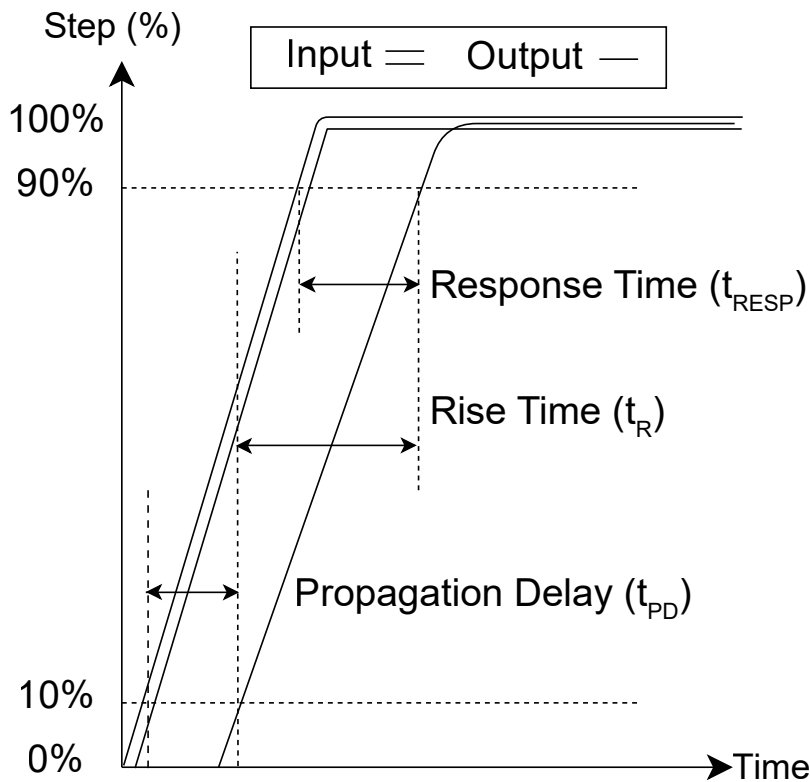 Step (%)
Input Output
100%
90%
Response Time (tRESP)
Rise Time (tR)
Propagation Delay (tPD)
10%
0%
Time